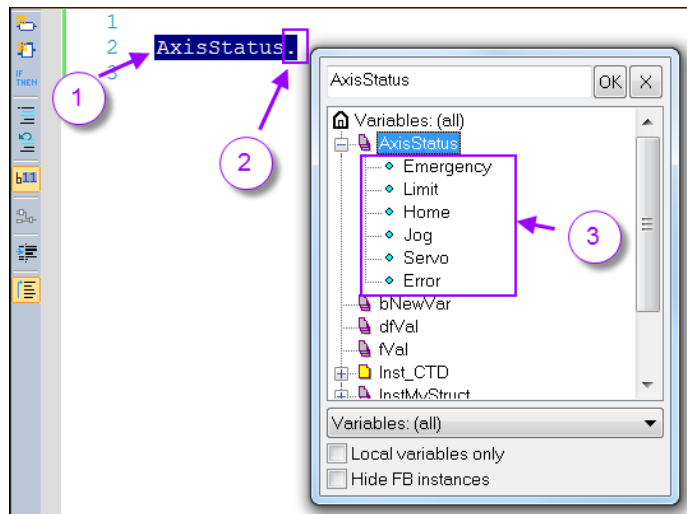 1
2 AxisStatus.
3
IF
THEN
b11
1
2
3
AxisStatus
OK X
Variables: (all)
AxisStatus
Emergency
Limit
Home
Jog
Servo
Error
bNewVar
dfVal
fVal
Inst_CTD
InstMyStruct
Variables: (all)
Local variables only
Hide FB instances